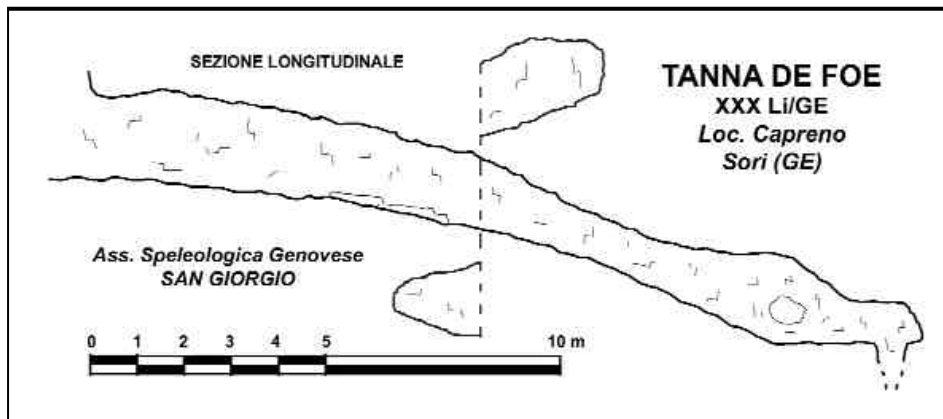 SEZIONE LONGITUDINALE
TANNA DE FOE
XXX Li/GE
Loc. Capreno
Sori (GE)
Ass. Speleologica Genovese
SAN GIORGIO
0 1 2 3 4 5 10 m